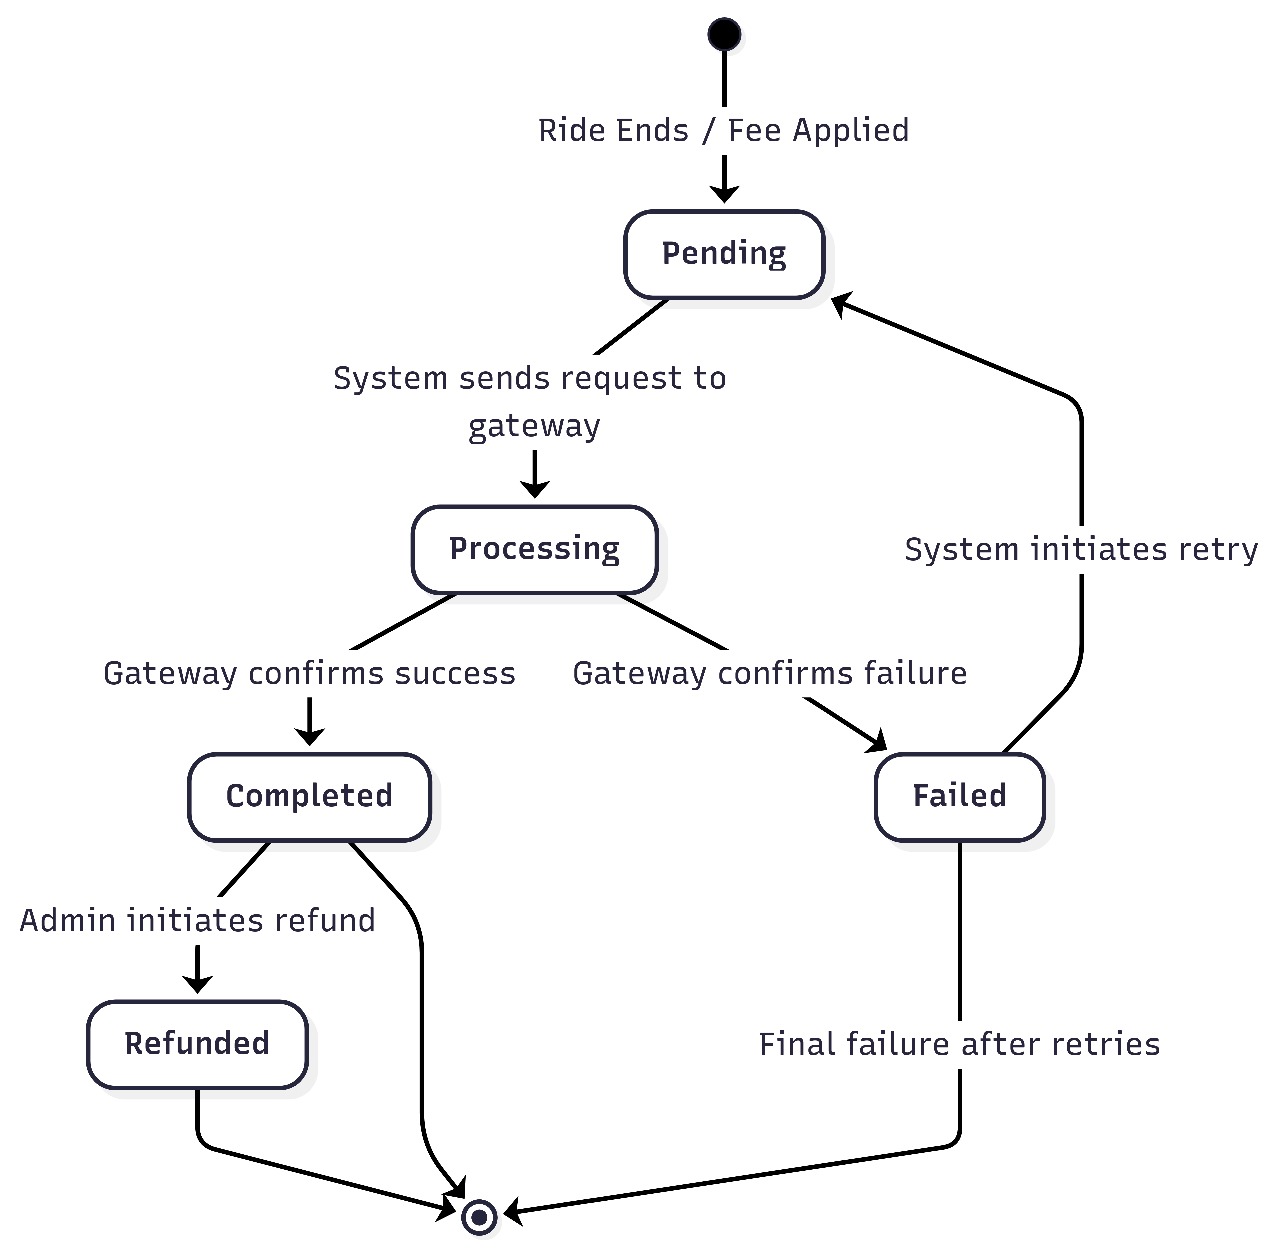 Ride Ends / Fee Applied
Pending
System sends request to
gateway
Processing
System initiates retry
Gateway confirms success
Gateway confirms failure
Completed
Failed
Admin initiates refund
Refunded
Final failure after retries